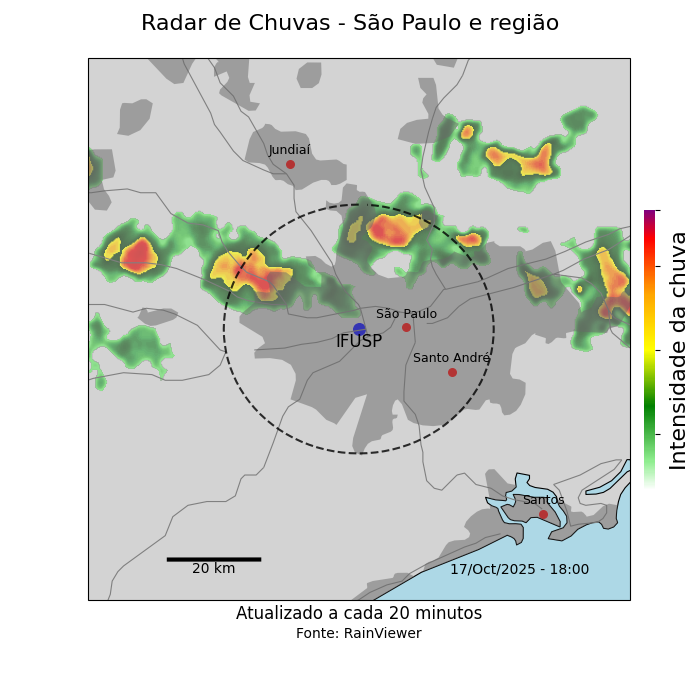 Radar de Chuvas - São Paulo e região
Jundiaí
São Paulo
IFUSP
Santo André
Santos
20 km
17/Oct/2025 - 18:00
Intensidade da chuva
Atualizado a cada 20 minutos
Fonte: RainViewer